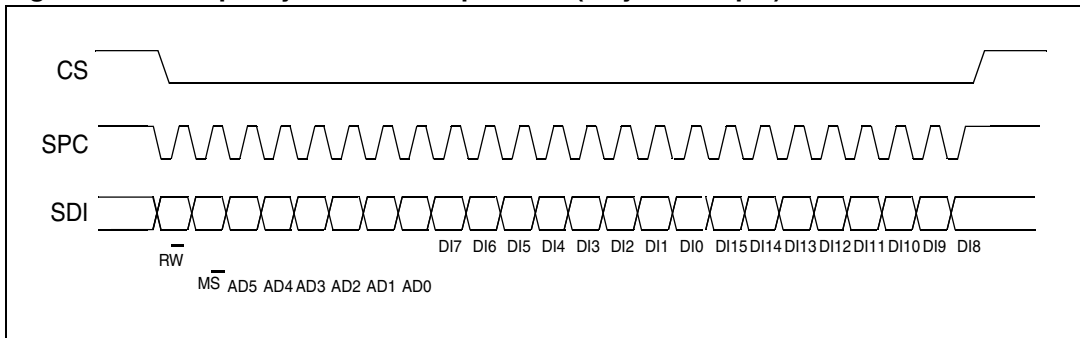 CS
SPC
SDI
DI7 DI6 DI5 DI4 DI3 DI2 DI1 DI0 DI15 DI14 DI13 DI12 DI11 DI10 DI9 DI8
RW
MS AD5 AD4 AD3 AD2 AD1 AD0